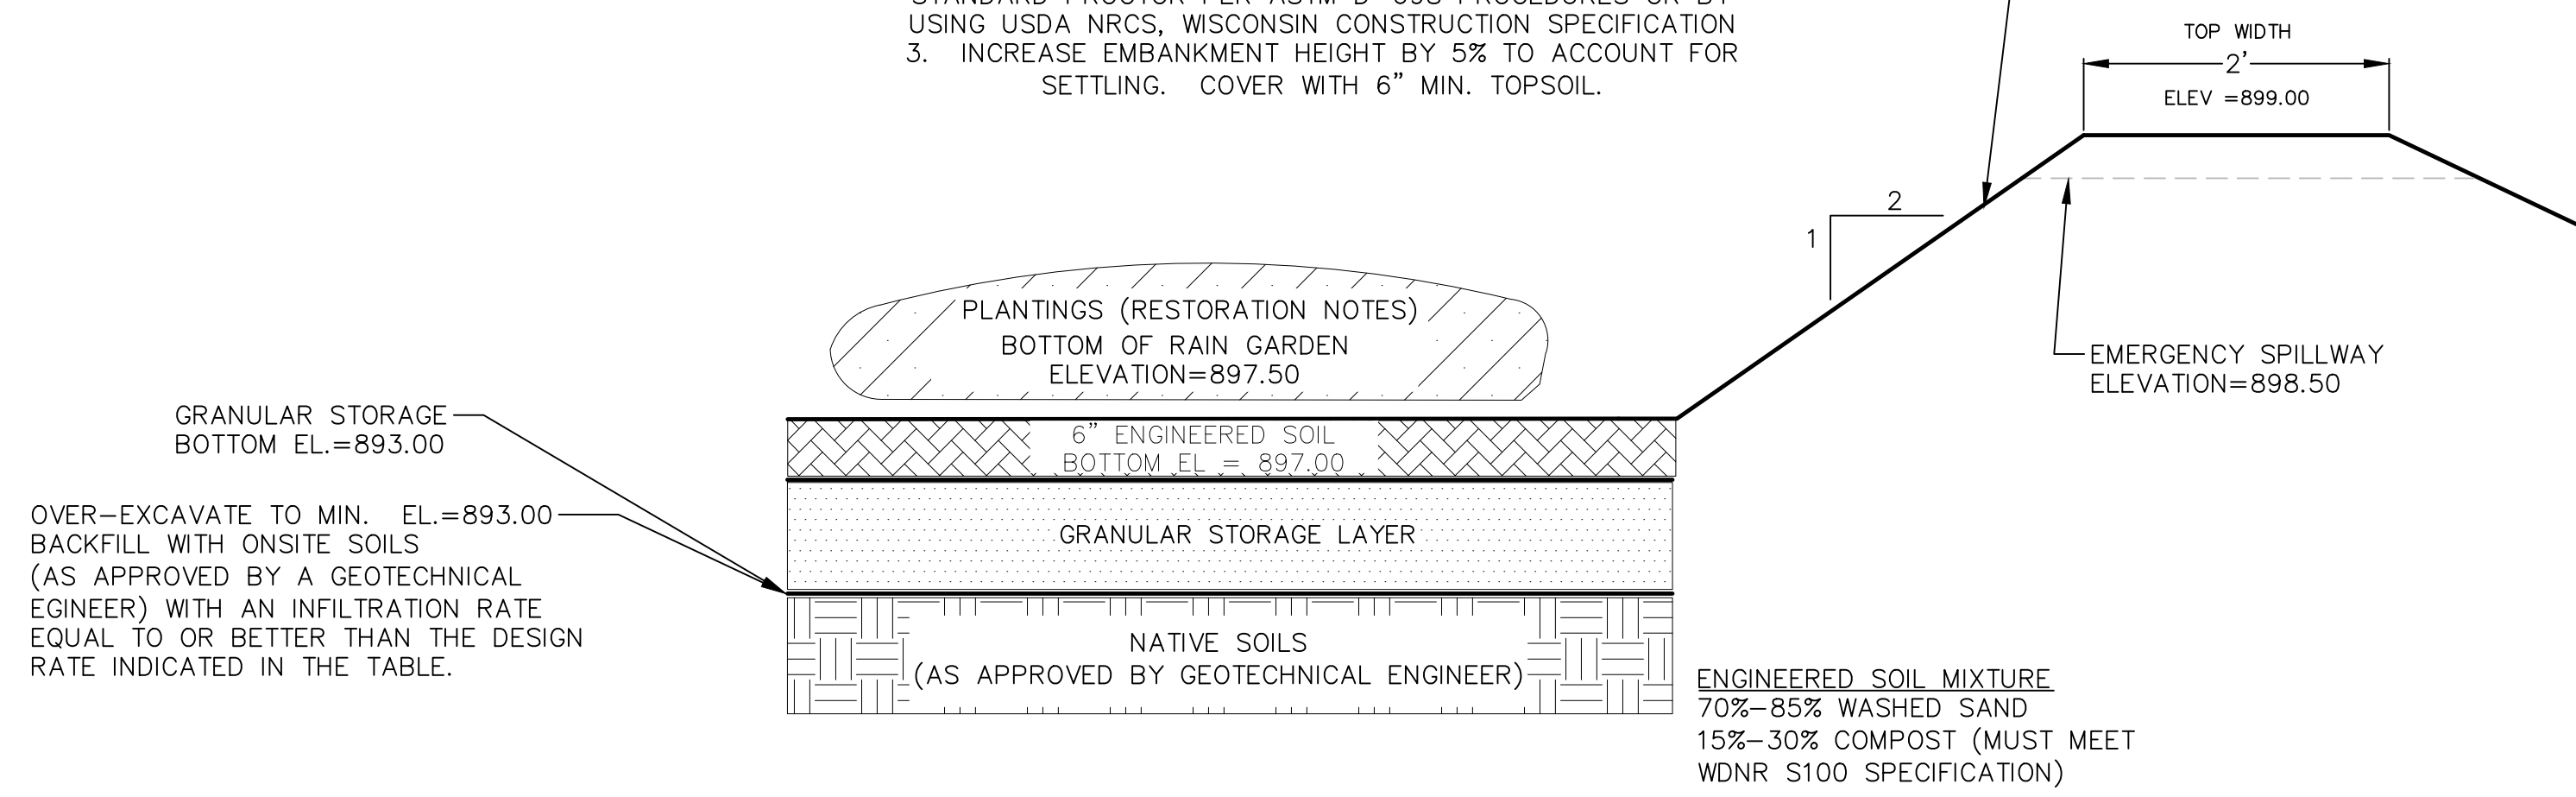 USING USDA NRCS, WISCONSIN CONSTRUCTION SPECIFICATION
3. INCREASE EMBANKMENT HEIGHT BY 5% TO ACCOUNT FOR
SETTLING. COVER WITH 6” MIN. TOPSOIL.
TOP WIDTH
2’
ELEV =899.00
2
1
PLANTINGS (RESTORATION NOTES)
BOTTOM OF RAIN GARDEN
ELEVATION=897.50
EMERGENCY SPILLWAY
ELEVATION=898.50
GRANULAR STORAGE
BOTTOM EL.=893.00
6” ENGINEERED SOIL
BOTTOM EL = 897.00
OVER-EXCAVATE TO MIN. EL.=893.00
BACKFILL WITH ONSITE SOILS
(AS APPROVED BY A GEOTECHNICAL
EGINEER) WITH AN INFILTRATION RATE
EQUAL TO OR BETTER THAN THE DESIGN
RATE INDICATED IN THE TABLE.
GRANULAR STORAGE LAYER
NATIVE SOILS
(AS APPROVED BY GEOTECHNICAL ENGINEER)
ENGINEERED SOIL MIXTURE
70%-85% WASHED SAND
15%-30% COMPOST (MUST MEET
WDNR S100 SPECIFICATION)